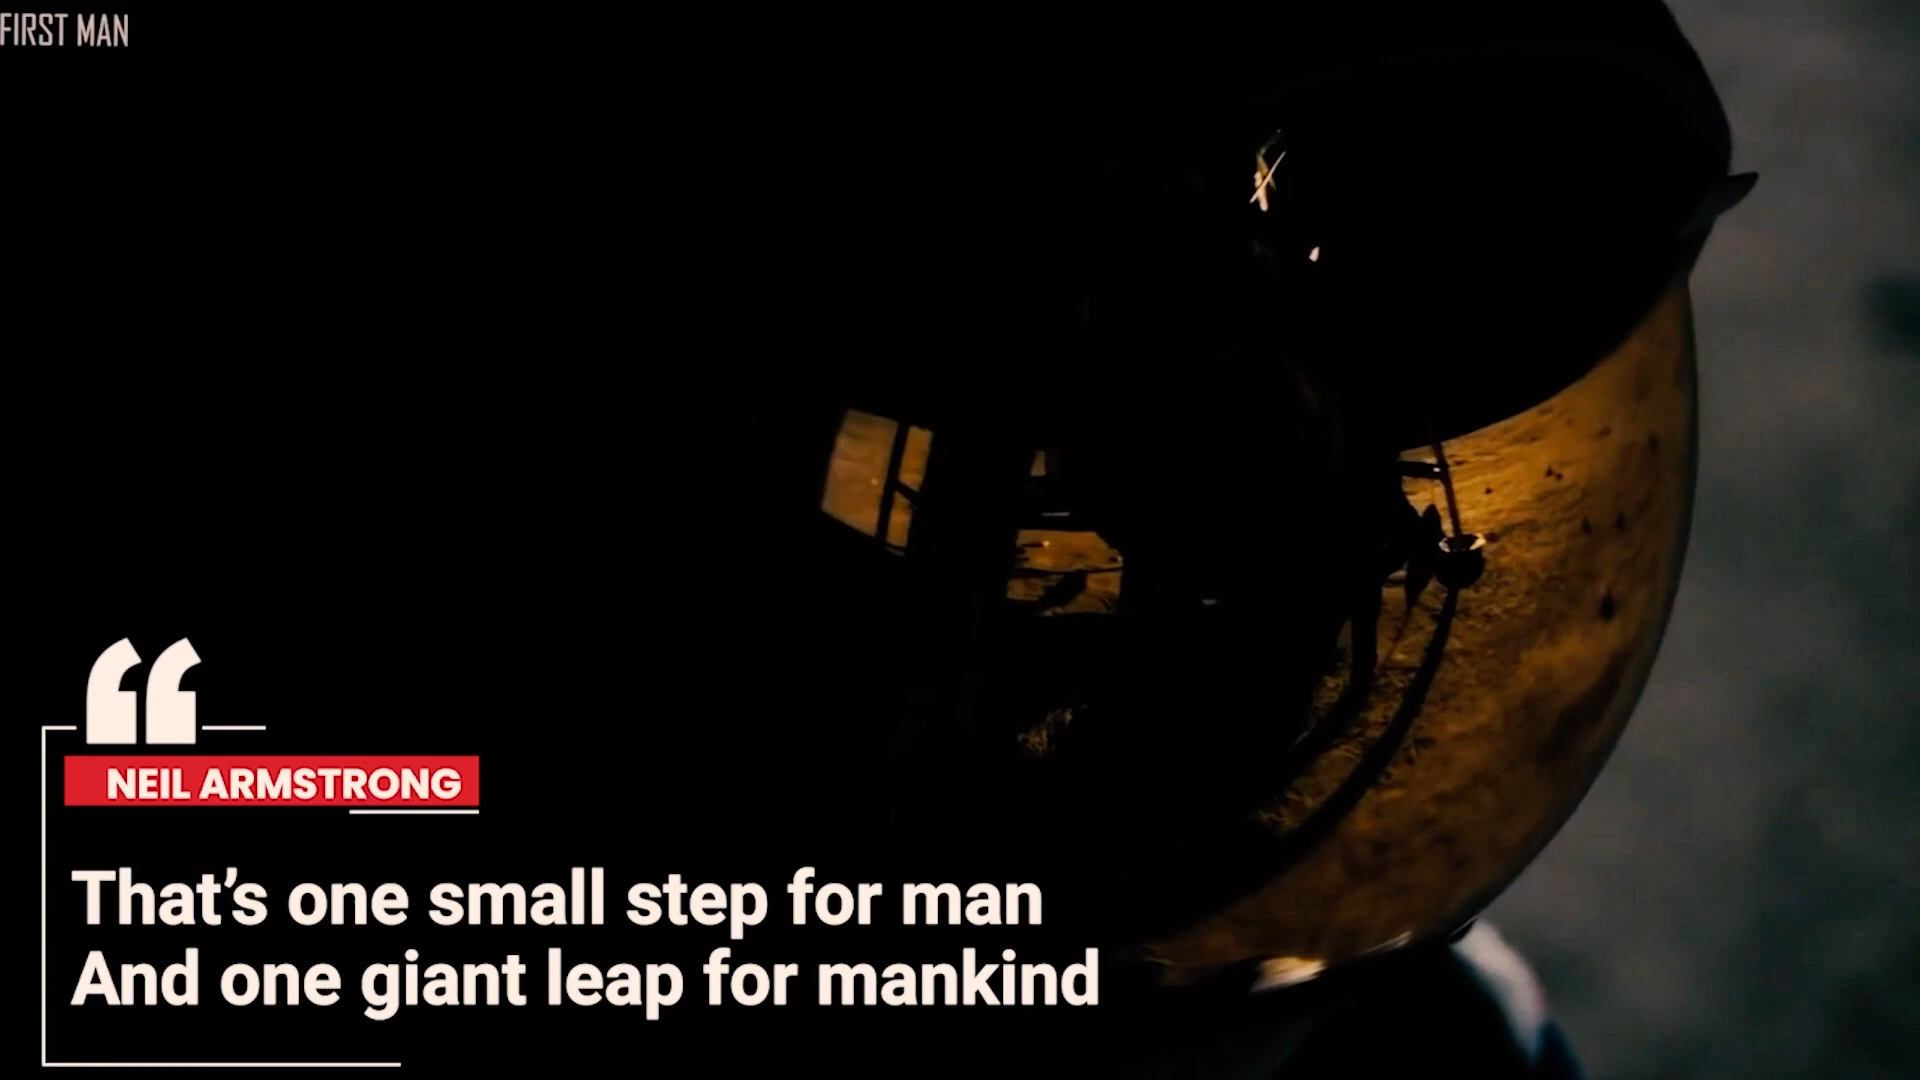 FIRST MAN
“
NEIL ARMSTRONG
That’s one small step for man
And one giant leap for mankind